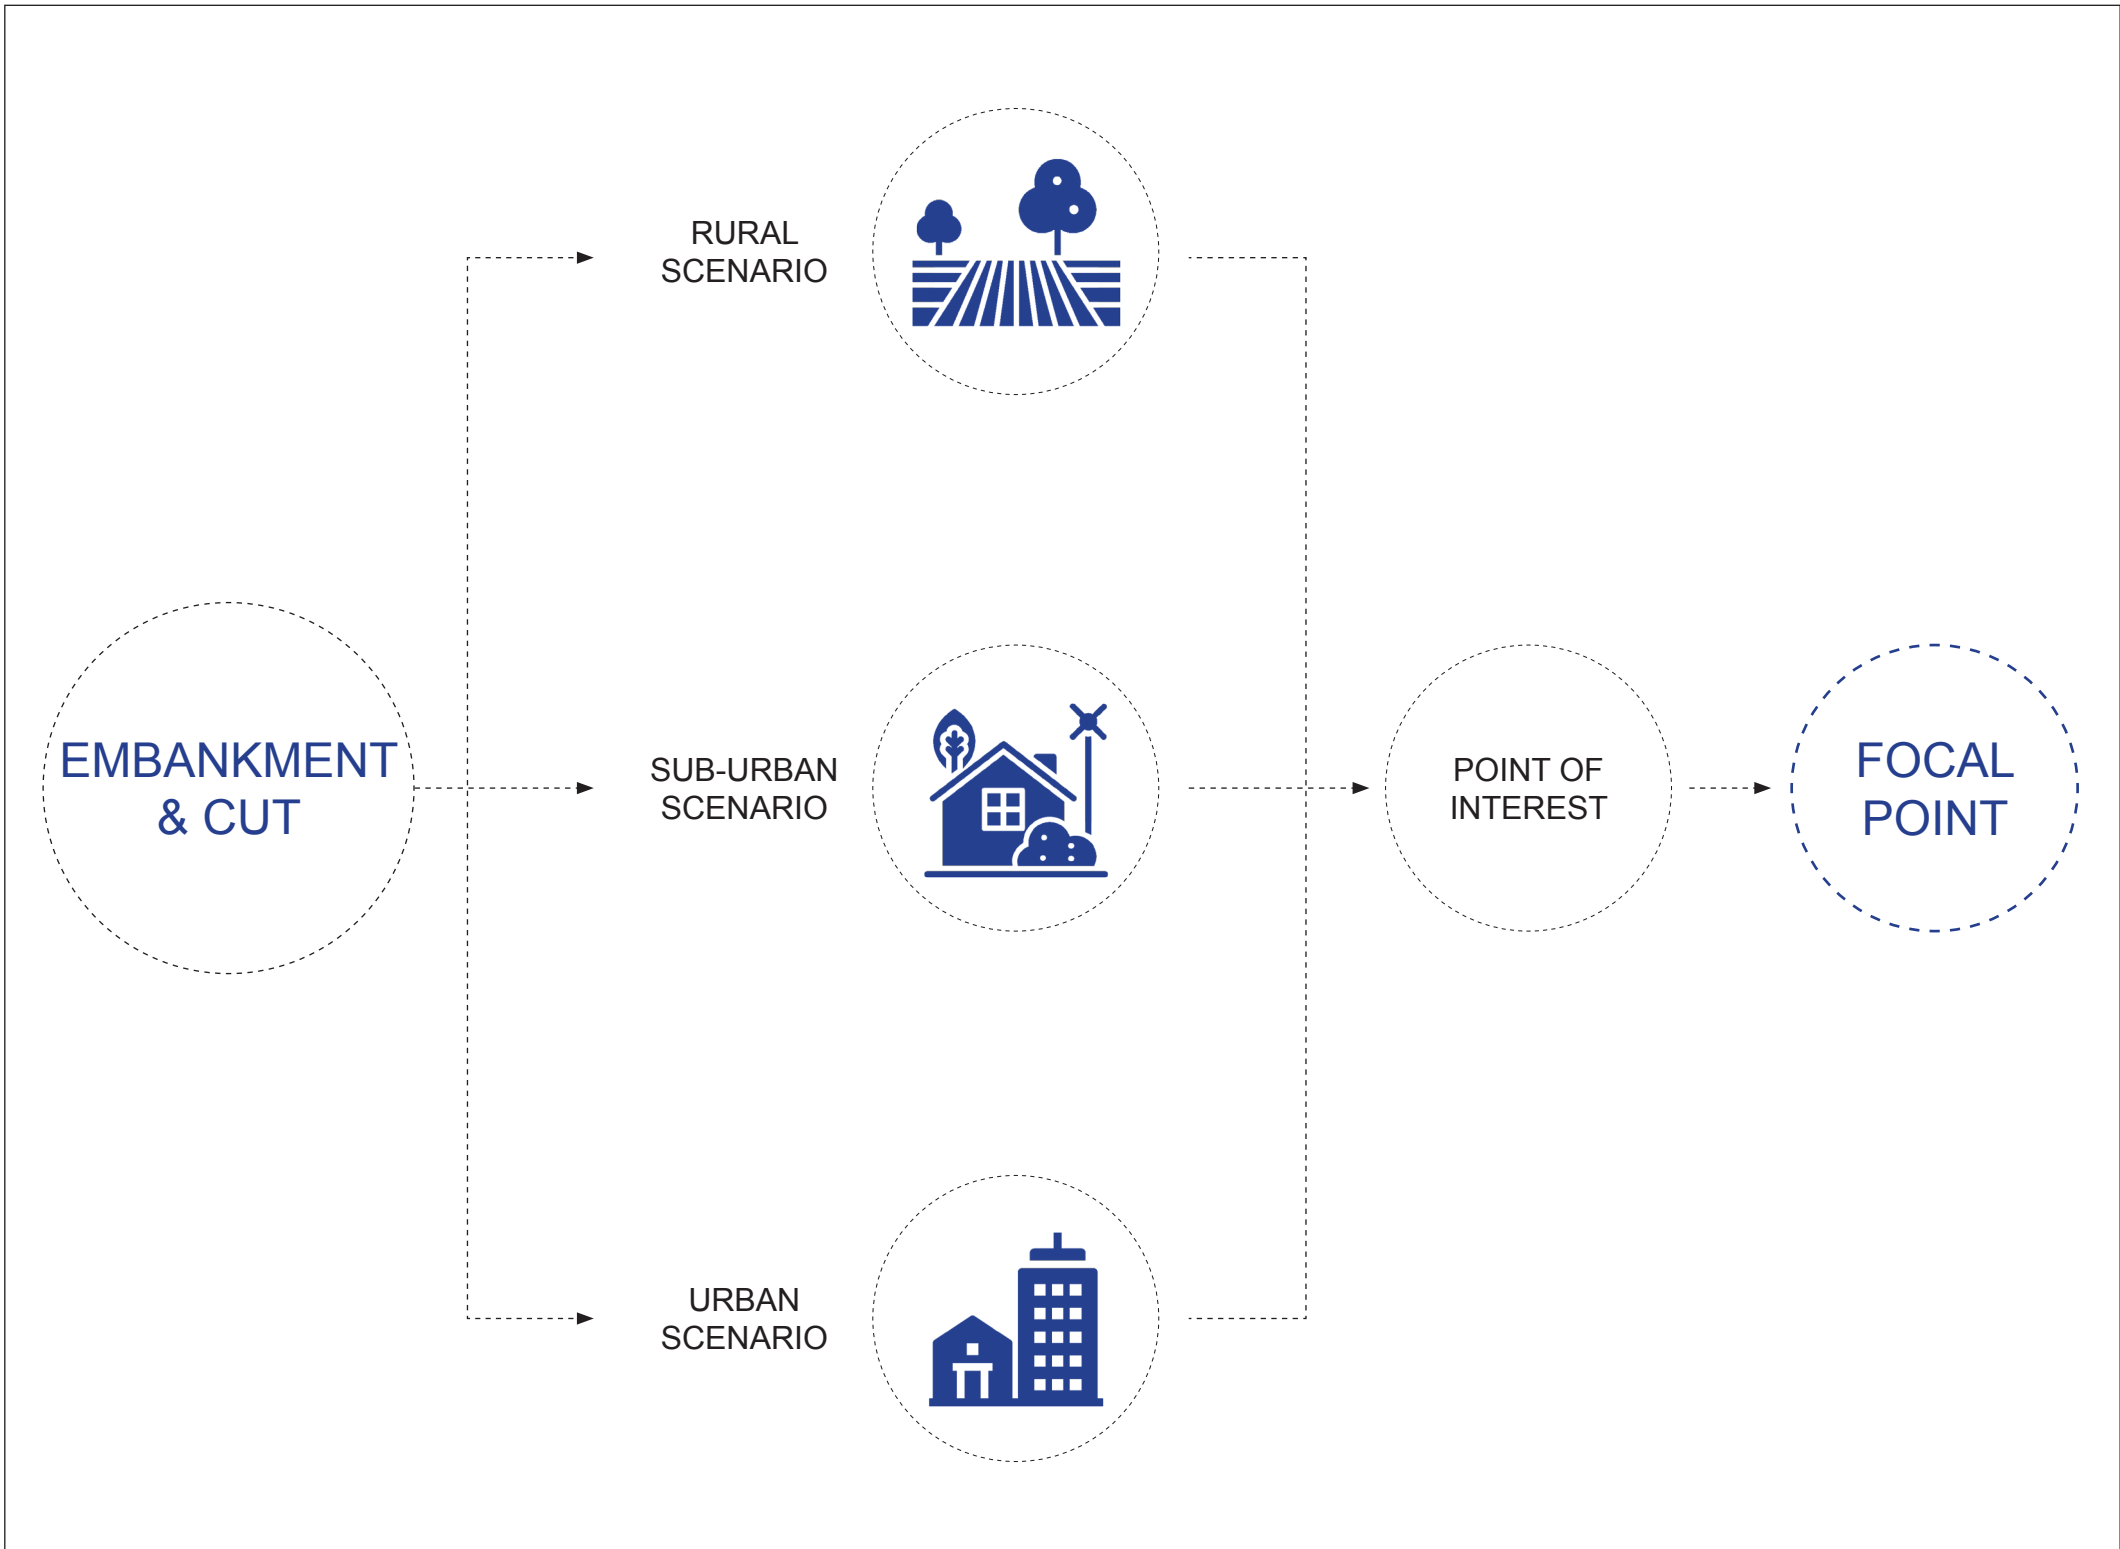 EMBANKMENT
& CUT
RURAL
SCENARIO
SUB-URBAN
SCENARIO
URBAN
SCENARIO
POINT OF
INTEREST
FOCAL
POINT